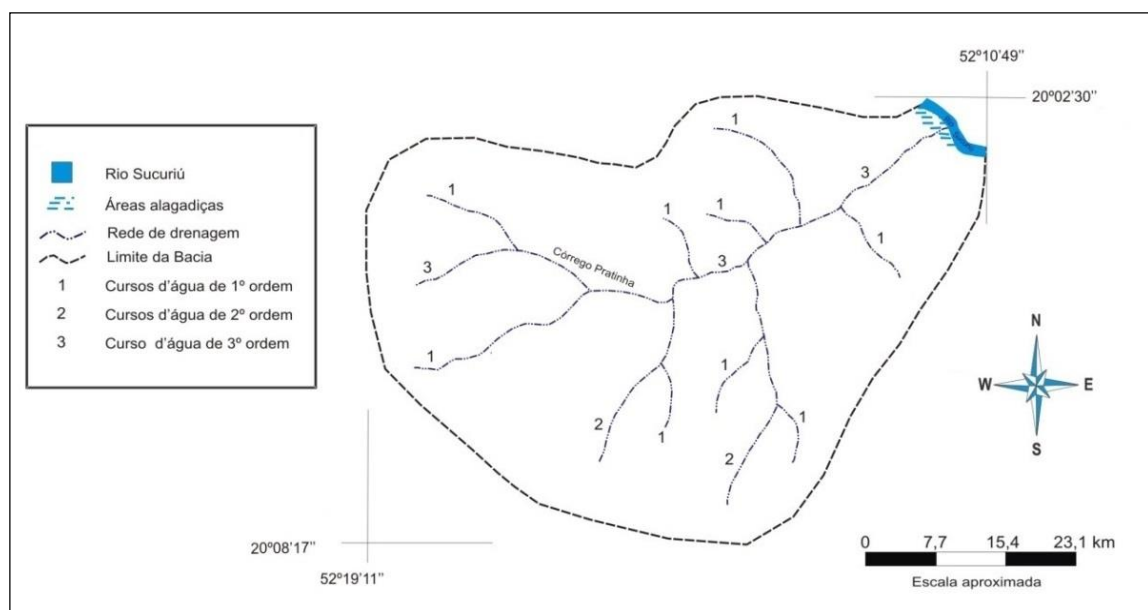 52º10'49''
20º02'30''
Rio Sucuriú
Áreas alagadiças
Rede de drenagem
Limite da Bacia
1 Cursos d'água de 1º ordem
2 Cursos d'água de 2º ordem
3 Curso d'água de 3º ordem
1
3
1
1
1
1
3
Córrego Pratinha
3
1
1
1
2
1
2
1
N
W E
S
20º08'17''
52º19'11''
0 7,7 15,4 23,1 km
Escala aproximada